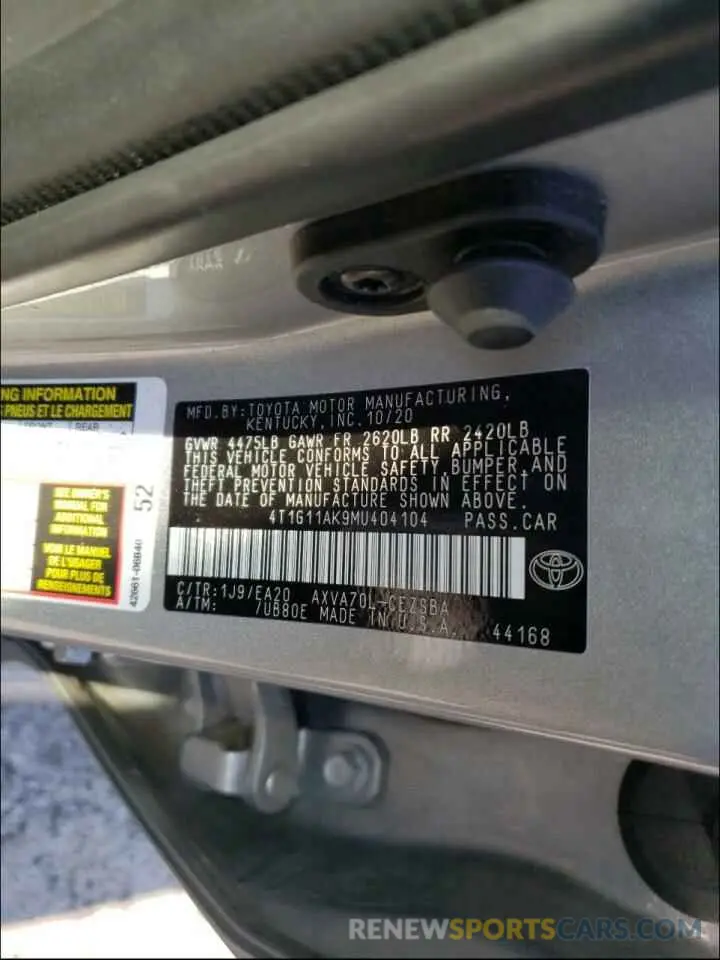 NG INFORMATION
PNEUS ET LE CHARGEMENT
FRONT REAR
SEE OWNER'S
MANUAL FOR
ADDITIONAL
INFORMATION
VOIR LE MANUEL
DE L'USAGER
POUR PLUS DE
RENSEIGNEMENTS
52
42661-06B40
MFD.BY:TOYOTA MOTOR MANUFACTURING,
KENTUCKY, INC. 10/20
GVWR 4475LB GAWR FR 2620LB RR 2420LB
THIS VEHICLE CONFORMS TO ALL APPLICABLE
FEDERAL MOTOR VEHICLE SAFETY,BUMPER,AND
THEFT PREVENTION STANDARDS IN EFFECT ON
THE DATE OF MANUFACTURE SHOWN ABOVE.
4T1G11AK9MU404104 PASS.CAR
C/TR:1J9/EA20 AXVA70L-CEZSBA
A/TM: /UB80E MADE IN U.S.A. 44168
RENEWSPORTSCARS.COM